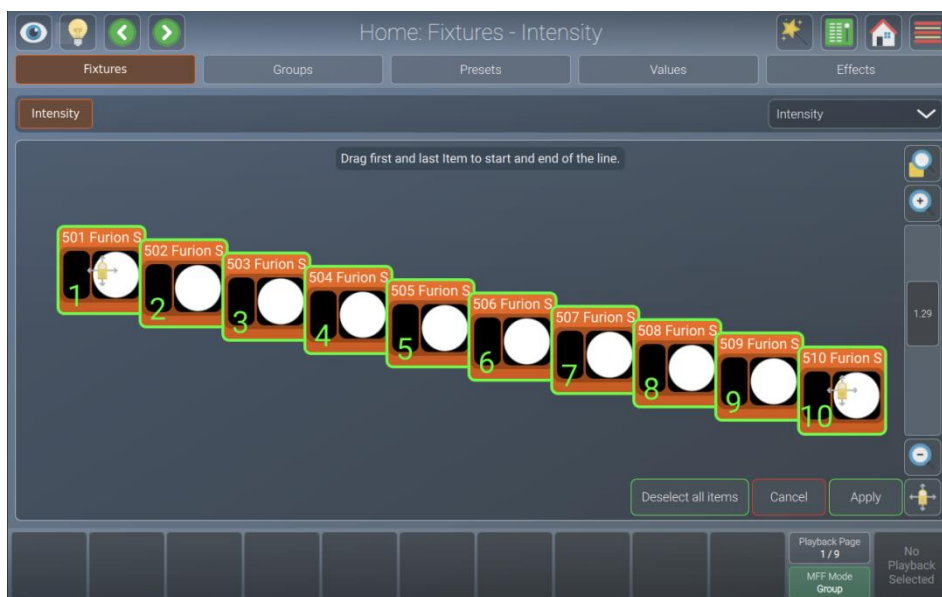 Home: Fixtures - Intensity
Fixtures
Groups
Presets
Values
Effects
Intensity
Intensity
Drag first and last Item to start and end of the line.
501 Furion S
1
502 Furion S
2
503 Furion S
3
504 Furion S
4
505 Furion S
5
506 Furion S
6
507 Furion S
7
508 Furion S
8
509 Furion S
9
510 Furion S
10
1.29
Deselect all items
Cancel
Apply
Playback Page
1 / 9
MFF Mode
Group
No
Playback
Selected